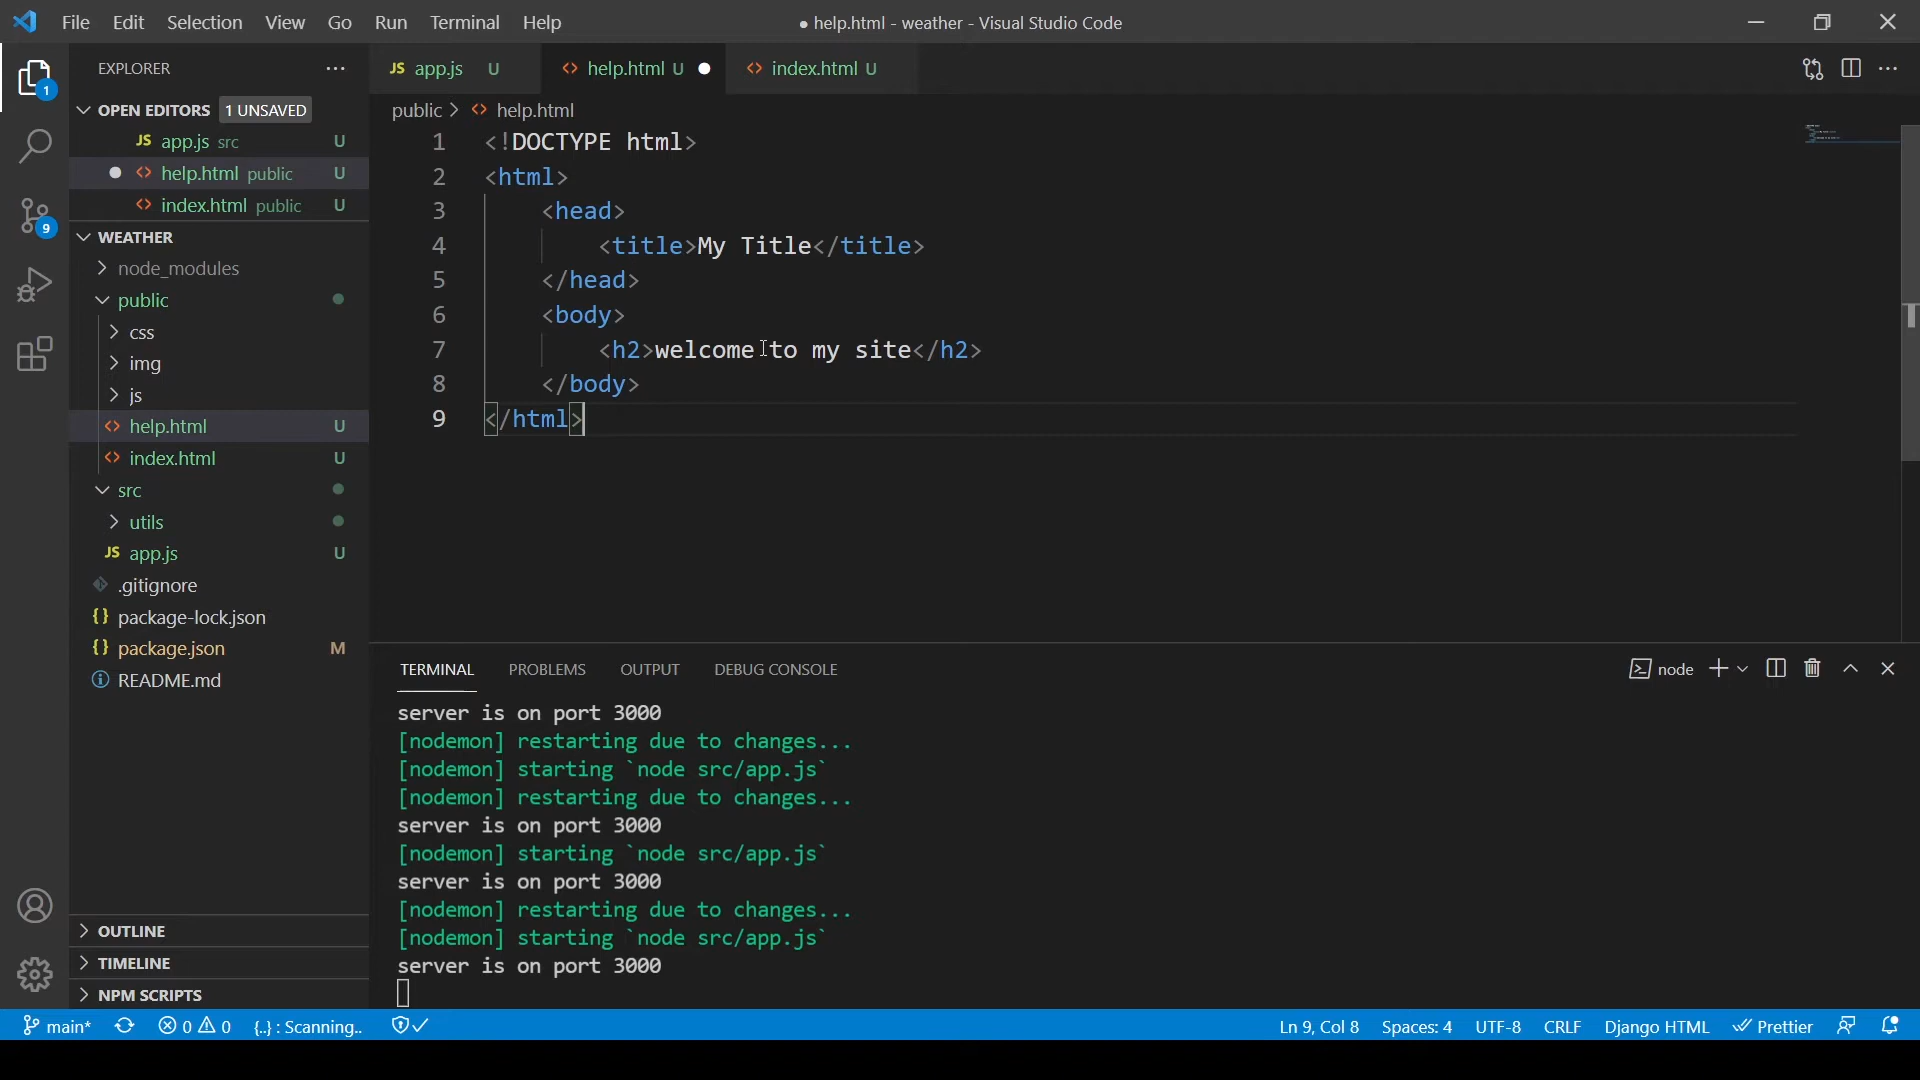 File Edit Selection View Go Run Terminal Help
● help.html - weather - Visual Studio Code
EXPLORER
OPEN EDITORS 1 UNSAVED
JS app.js src U
help.html public U
index.html public U
WEATHER
node_modules
public
css
img
js
help.html U
index.html U
src
utils
JS app.js U
.gitignore
{} package-lock.json
{} package.json M
README.md
OUTLINE
TIMELINE
NPM SCRIPTS
1
9
JS app.js U
help.html U
index.html U
public > help.html
1 <!DOCTYPE html>
2 <html>
3 <head>
4 <title>My Title</title>
5 </head>
6 <body>
7 <h2>welcome to my site</h2>
8 </body>
9 </html>
TERMINAL PROBLEMS OUTPUT DEBUG CONSOLE
node
server is on port 3000
[nodemon] restarting due to changes...
[nodemon] starting `node src/app.js`
[nodemon] restarting due to changes...
server is on port 3000
[nodemon] starting `node src/app.js`
server is on port 3000
[nodemon] restarting due to changes...
[nodemon] starting `node src/app.js`
server is on port 3000
main* 0 0 {..} : Scanning..
Ln 9, Col 8 Spaces: 4 UTF-8 CRLF Django HTML Prettier